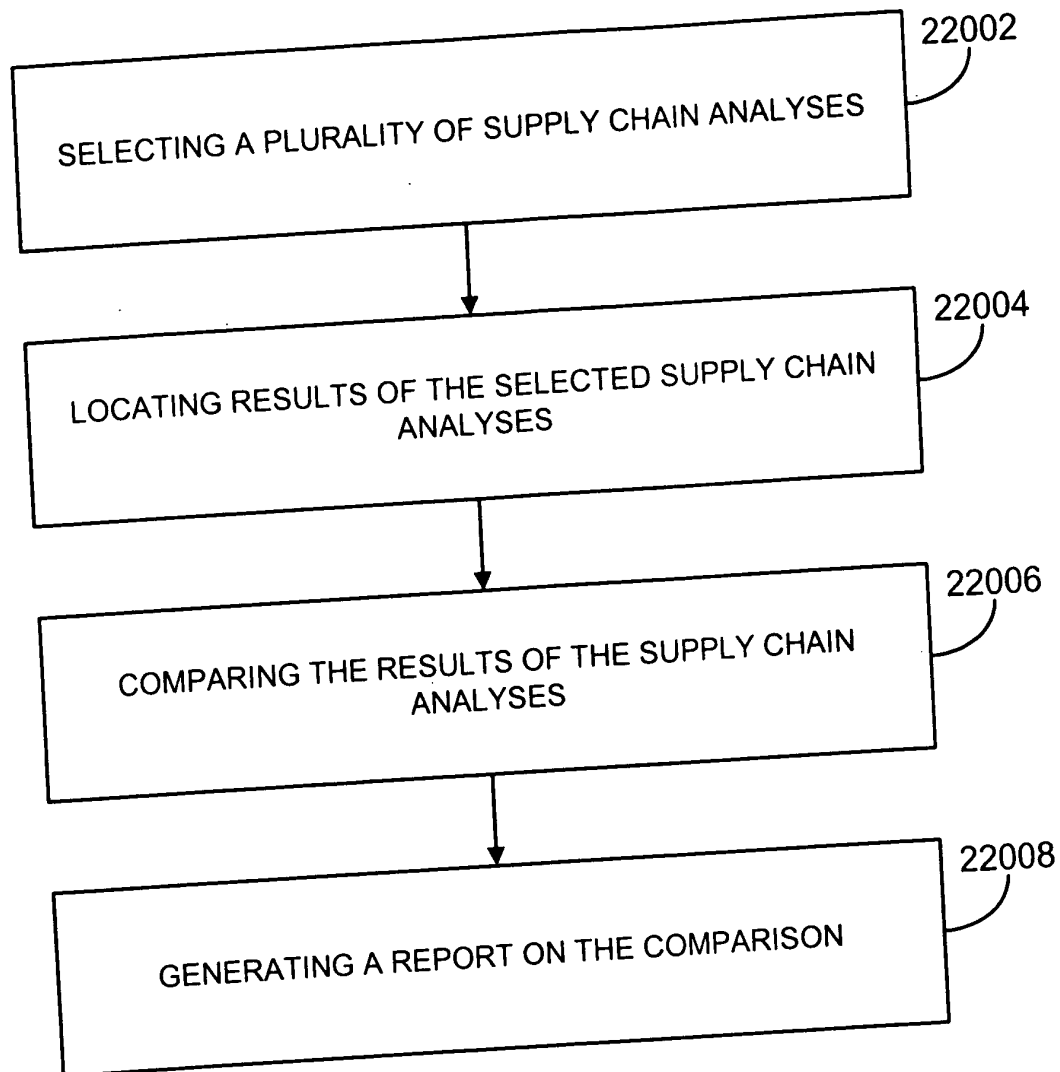 22002
SELECTING A PLURALITY OF SUPPLY CHAIN ANALYSES
22004
LOCATING RESULTS OF THE SELECTED SUPPLY CHAIN
ANALYSES
22006
COMPARING THE RESULTS OF THE SUPPLY CHAIN
ANALYSES
22008
GENERATING A REPORT ON THE COMPARISON